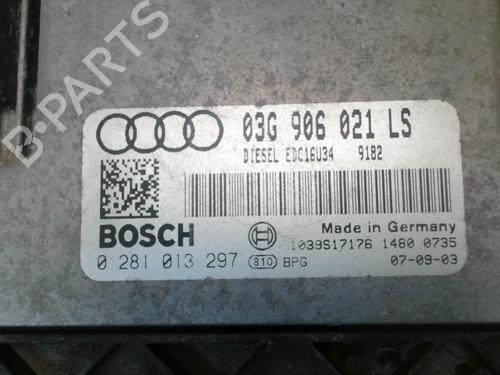 03G 906 021 LS
DIESEL EDC16U34 9182
BOSCH
Made in Germany
1039S17176 1480 0735
0 281 013 297 810 BPG 07-09-03
B-PARTS